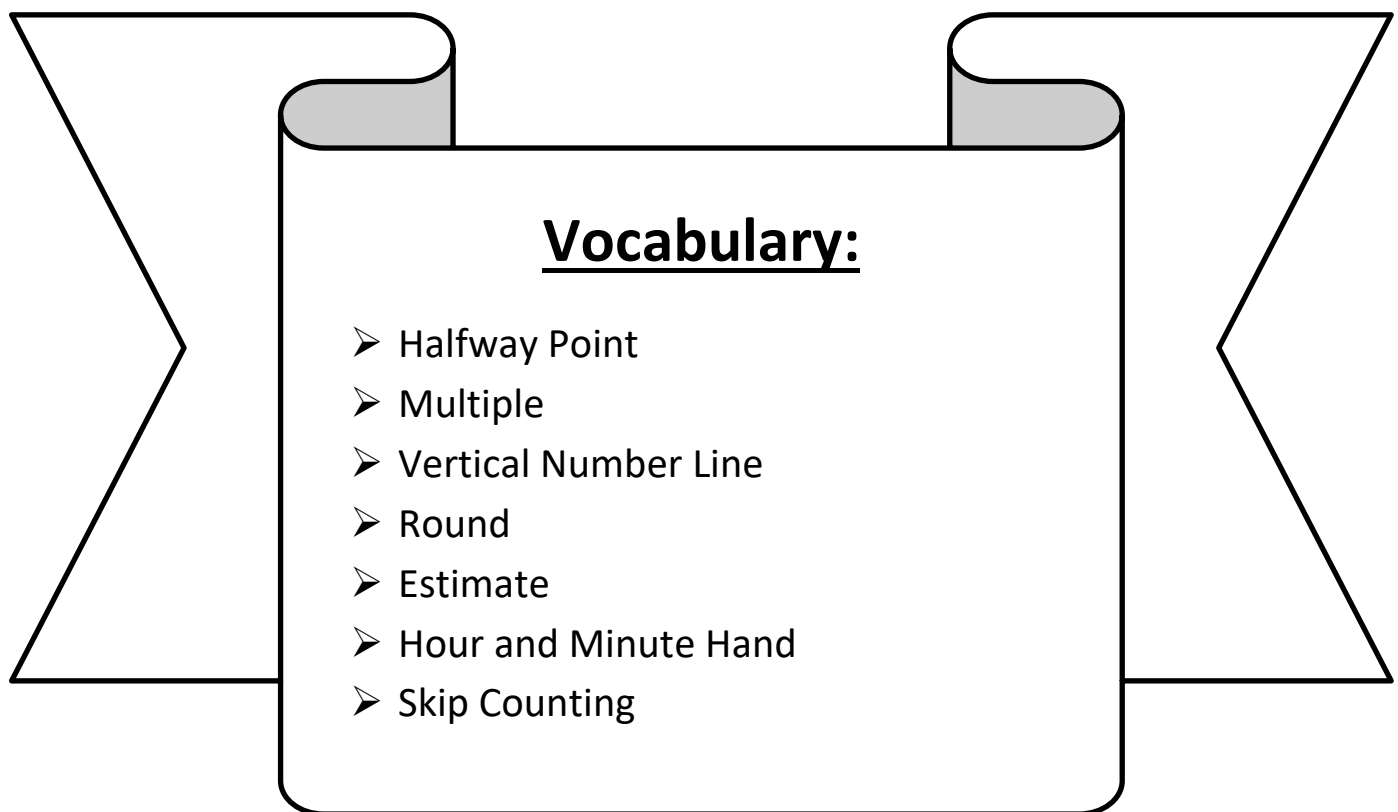 Vocabulary:
➢ Halfway Point
➢ Multiple
➢ Vertical Number Line
➢ Round
➢ Estimate
➢ Hour and Minute Hand
➢ Skip Counting